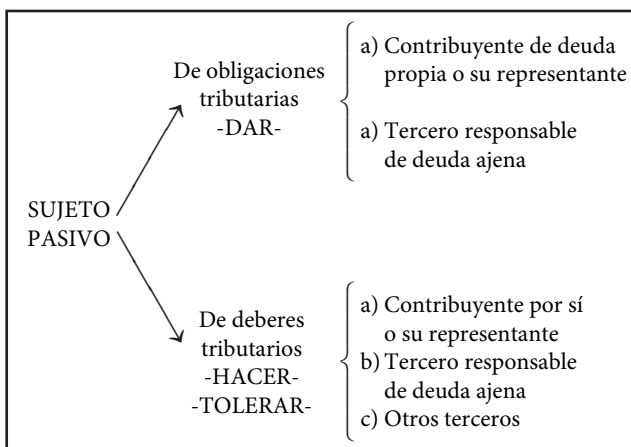 SUJETO
PASIVO
De obligaciones
tributarias
-DAR-
a) Contribuyente de deuda
propia o su representante
a) Tercero responsable
de deuda ajena
De deberes
tributarios
-HACER-
-TOLERAR-
a) Contribuyente por sí
o su representante
b) Tercero responsable
de deuda ajena
c) Otros terceros